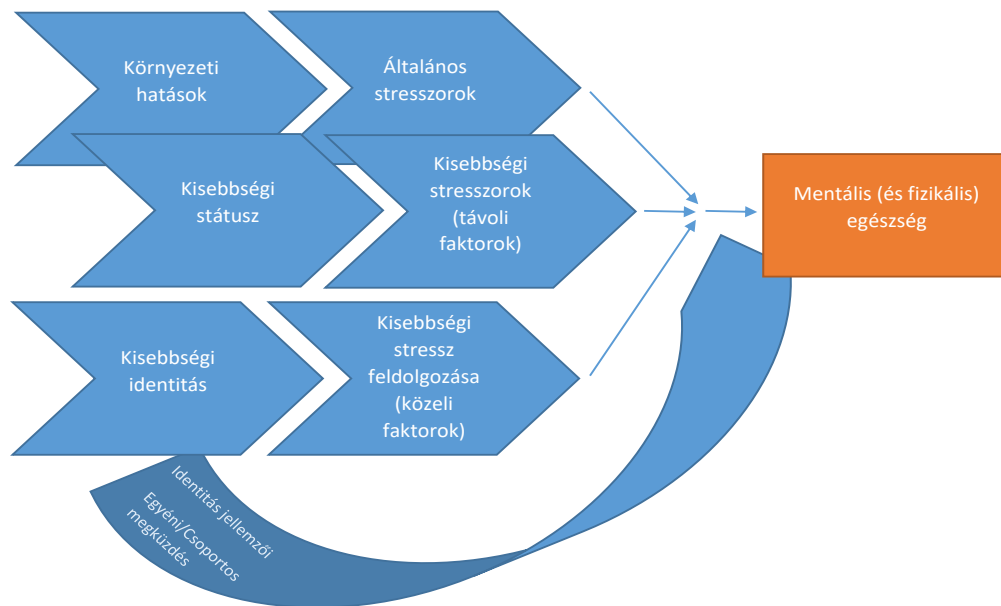 Környezeti
hatások
Általános
stresszorok
Kisebbségi
státusz
Kisebbségi
stresszorok
(távoli
faktorok)
Mentális (és fizikális)
egészség
Kisebbségi
identitás
Kisebbségi
stressz
feldolgozása
(közeli
faktorok)
Identitás jellemzői
Egyéni/Csoportos
megküzdés